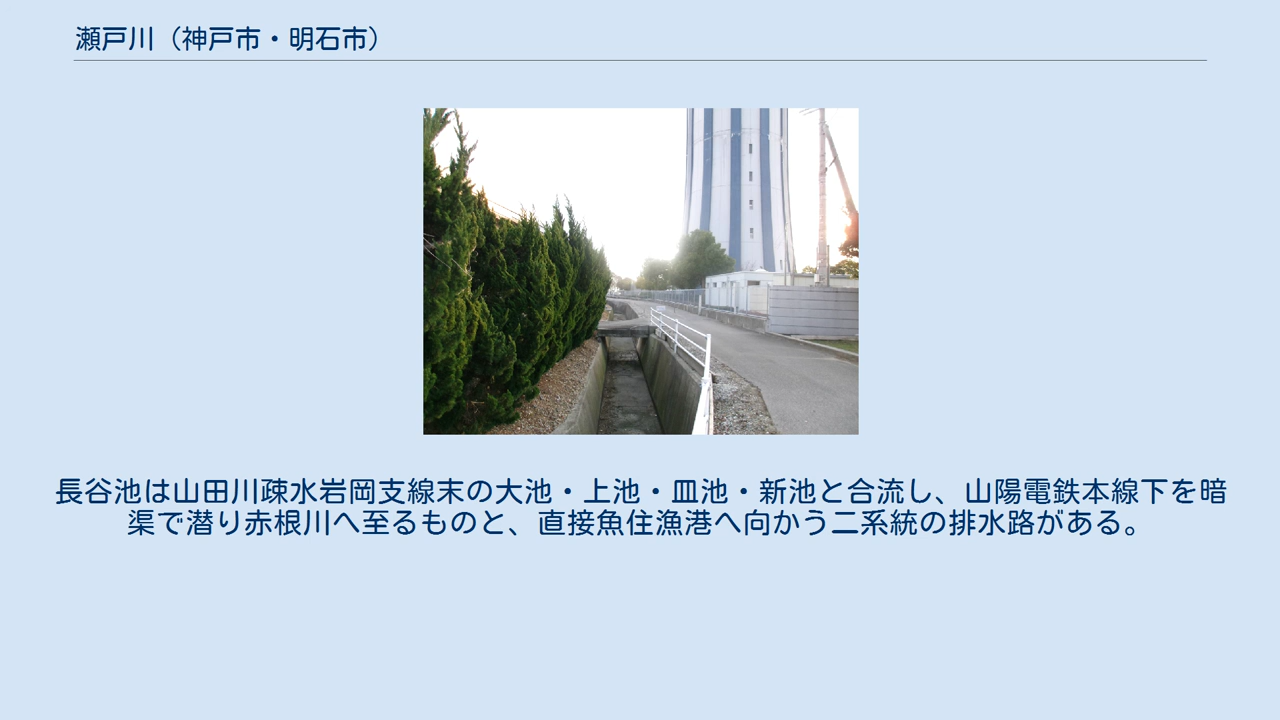 瀬戸川（神戸市・明石市）
長谷池は山田川疎水岩岡支線末の大池・上池・皿池・新池と合流し、山陽電鉄本線下を暗
渠で潜り赤根川へ至るものと、直接魚住漁港へ向かう二系統の排水路がある。